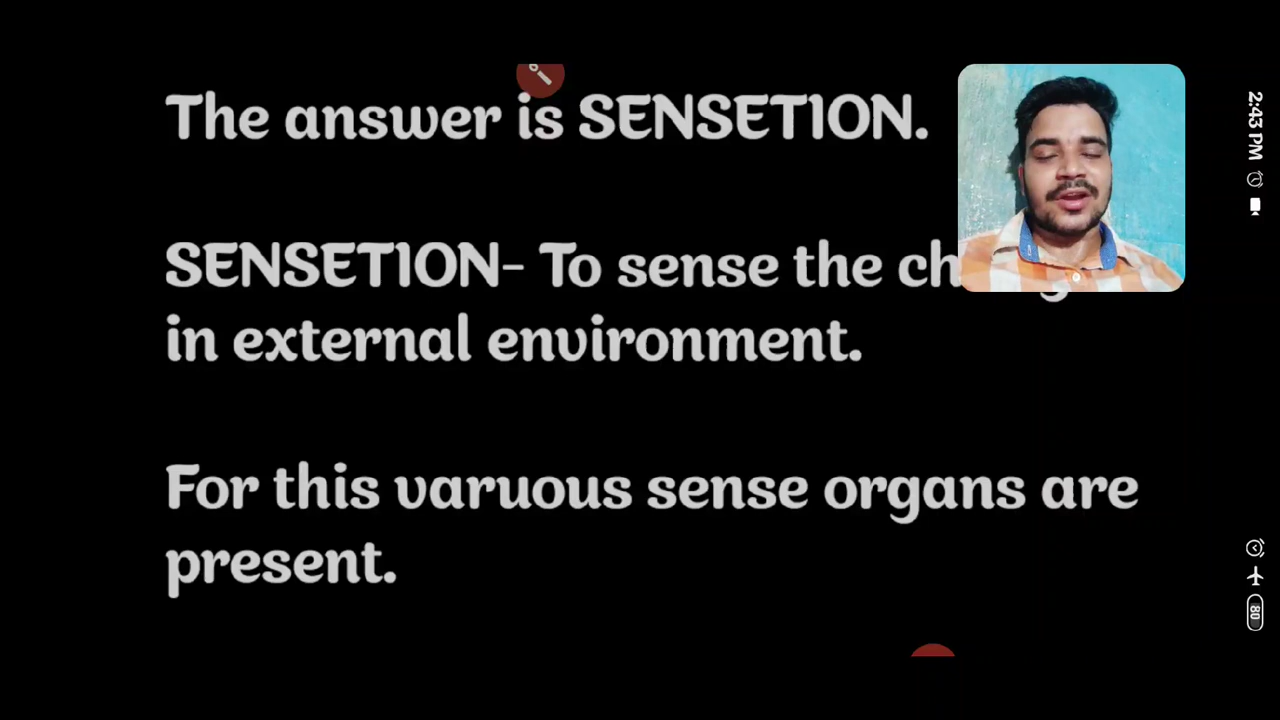 The answer is SENSETION.
SENSETION- To sense the
in external environment.
For this varuous sense organs are
present.
2:43 PM
80